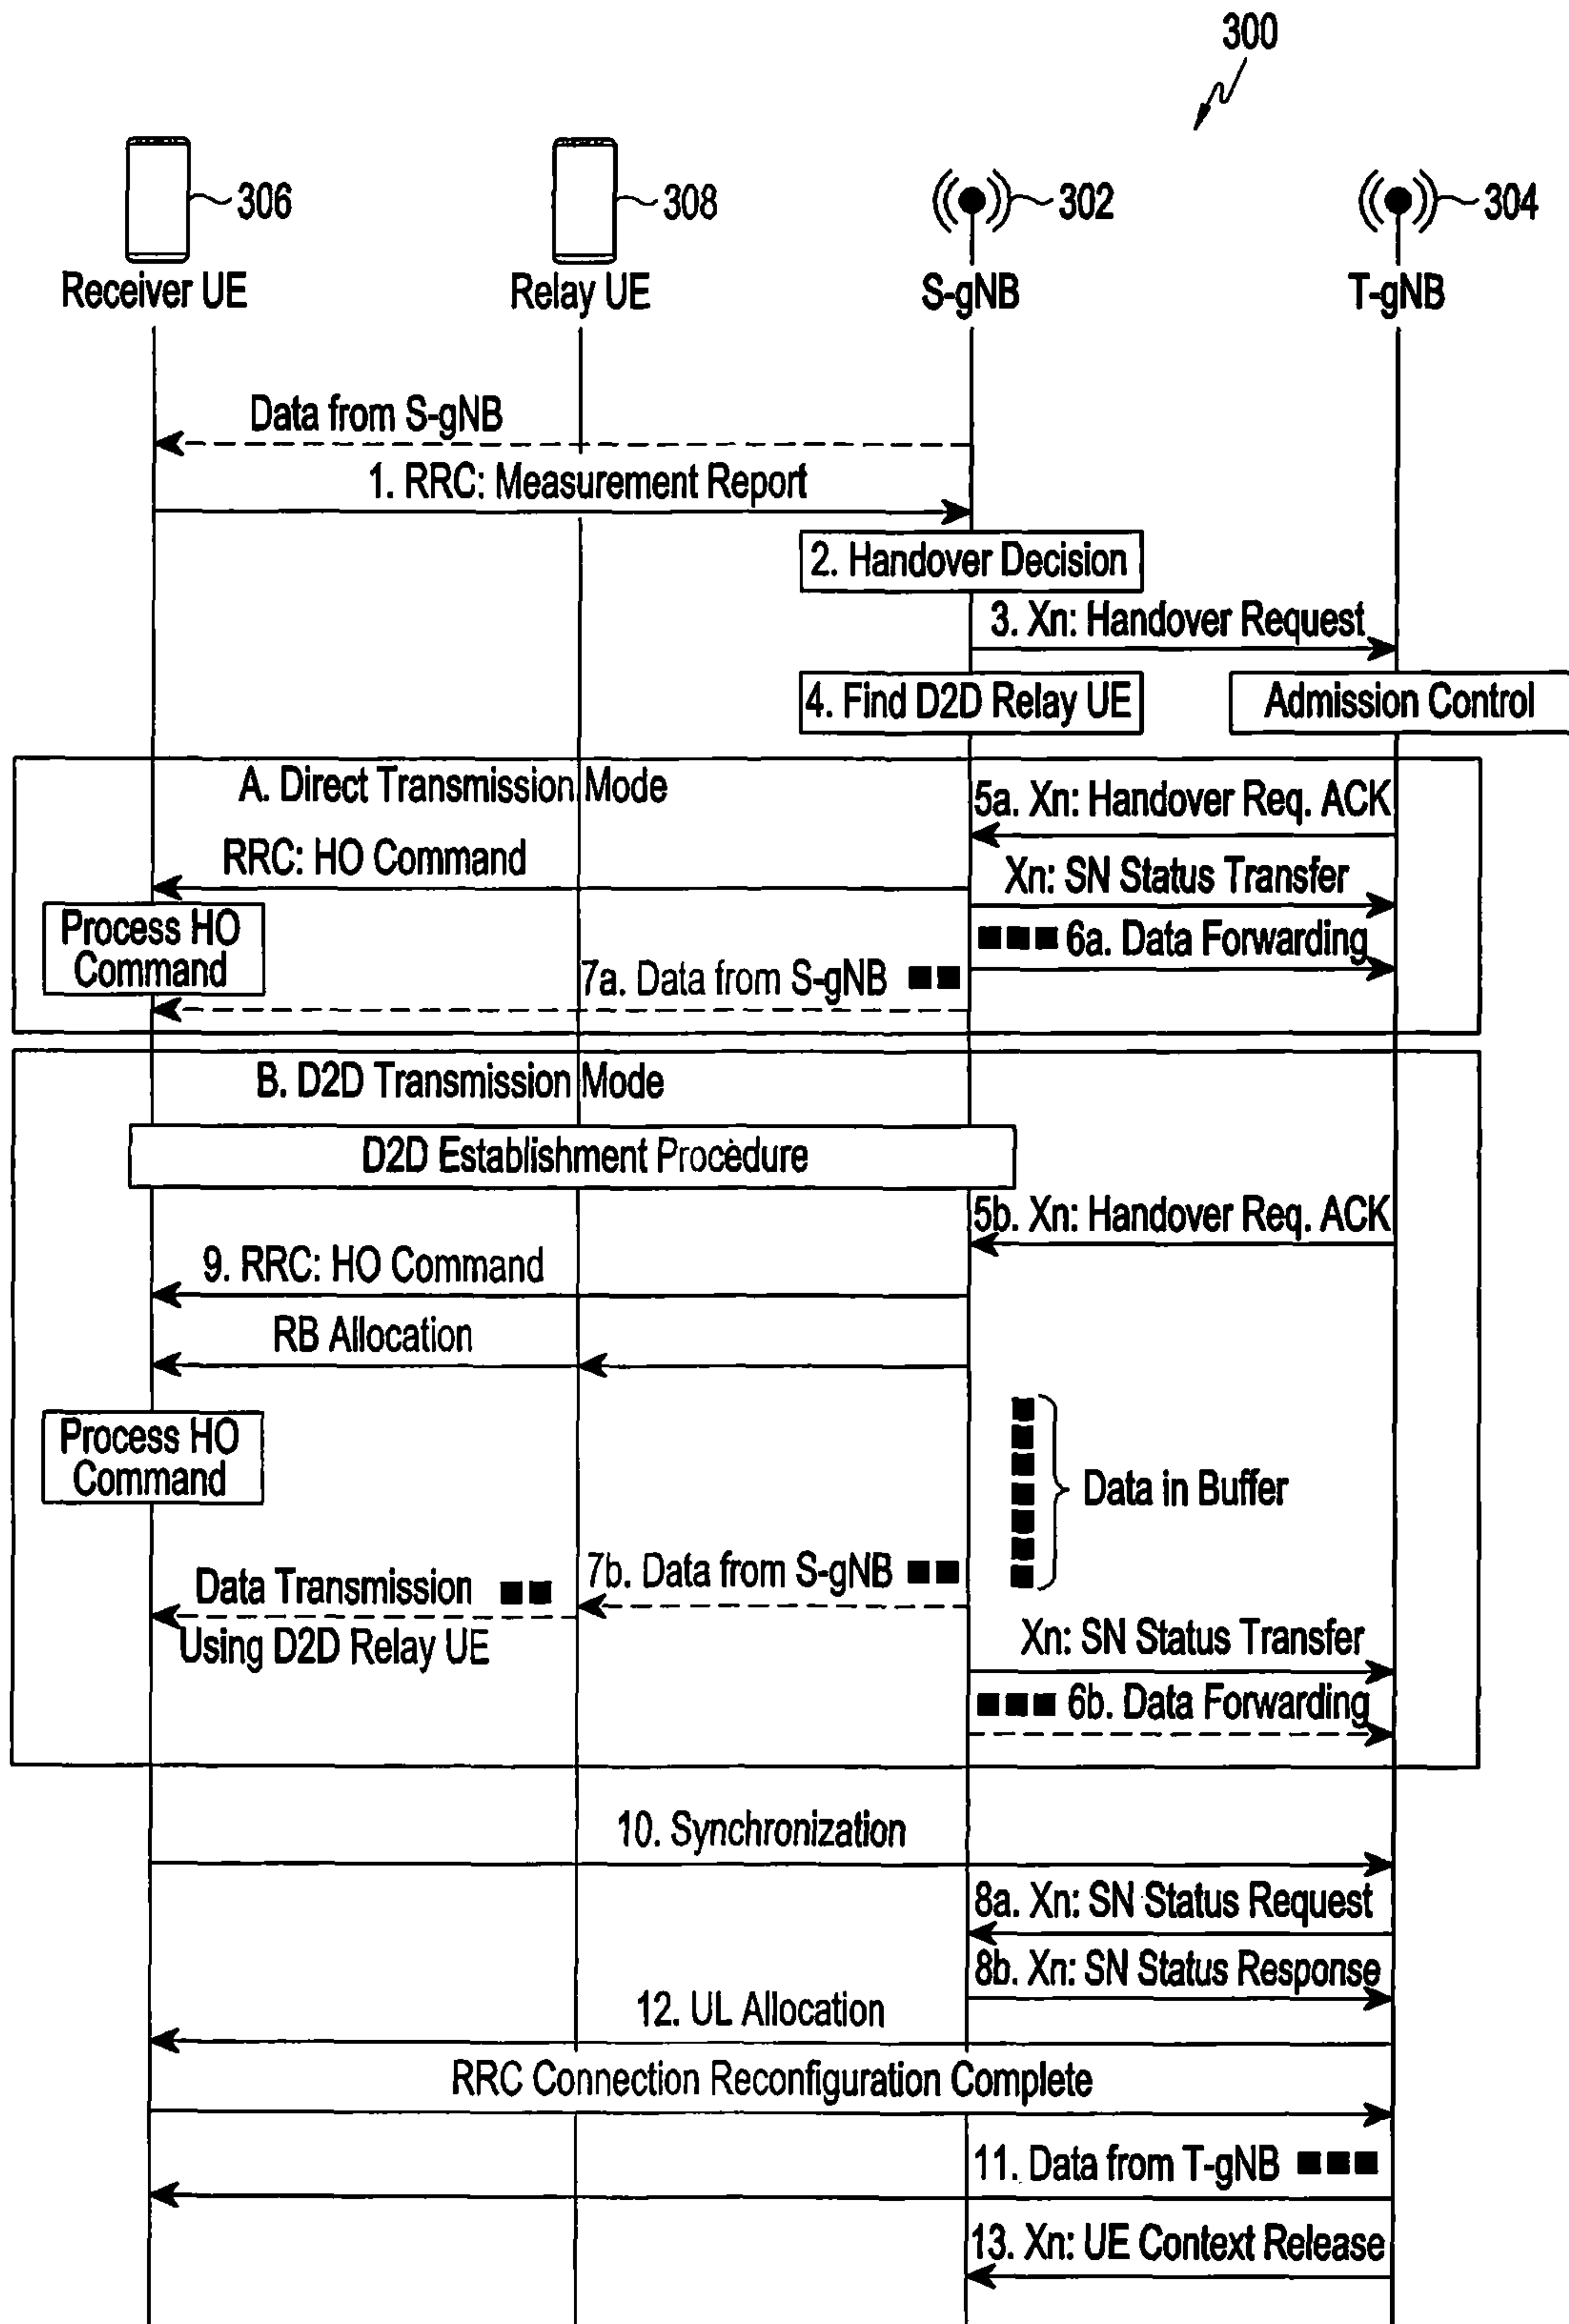 300
306
308
302
304
Receiver UE
Relay UE
S-gNB
T-gNB
Data from S-gNB
1. RRC: Measurement Report
2. Handover Decision
3. Xn: Handover Request
4. Find D2D Relay UE
Admission Control
A. Direct Transmission Mode
5a. Xn: Handover Req. ACK
RRC: HO Command
Xn: SN Status Transfer
Process HO
Command
6a. Data Forwarding
7a. Data from S-gNB
B. D2D Transmission Mode
D2D Establishment Procedure
5b. Xn: Handover Req. ACK
9. RRC: HO Command
RB Allocation
Process HO
Command
Data in Buffer
7b. Data from S-gNB
Data Transmission
Using D2D Relay UE
Xn: SN Status Transfer
6b. Data Forwarding
10. Synchronization
8a. Xn: SN Status Request
8b. Xn: SN Status Response
12. UL Allocation
RRC Connection Reconfiguration Complete
11. Data from T-gNB
13. Xn: UE Context Release